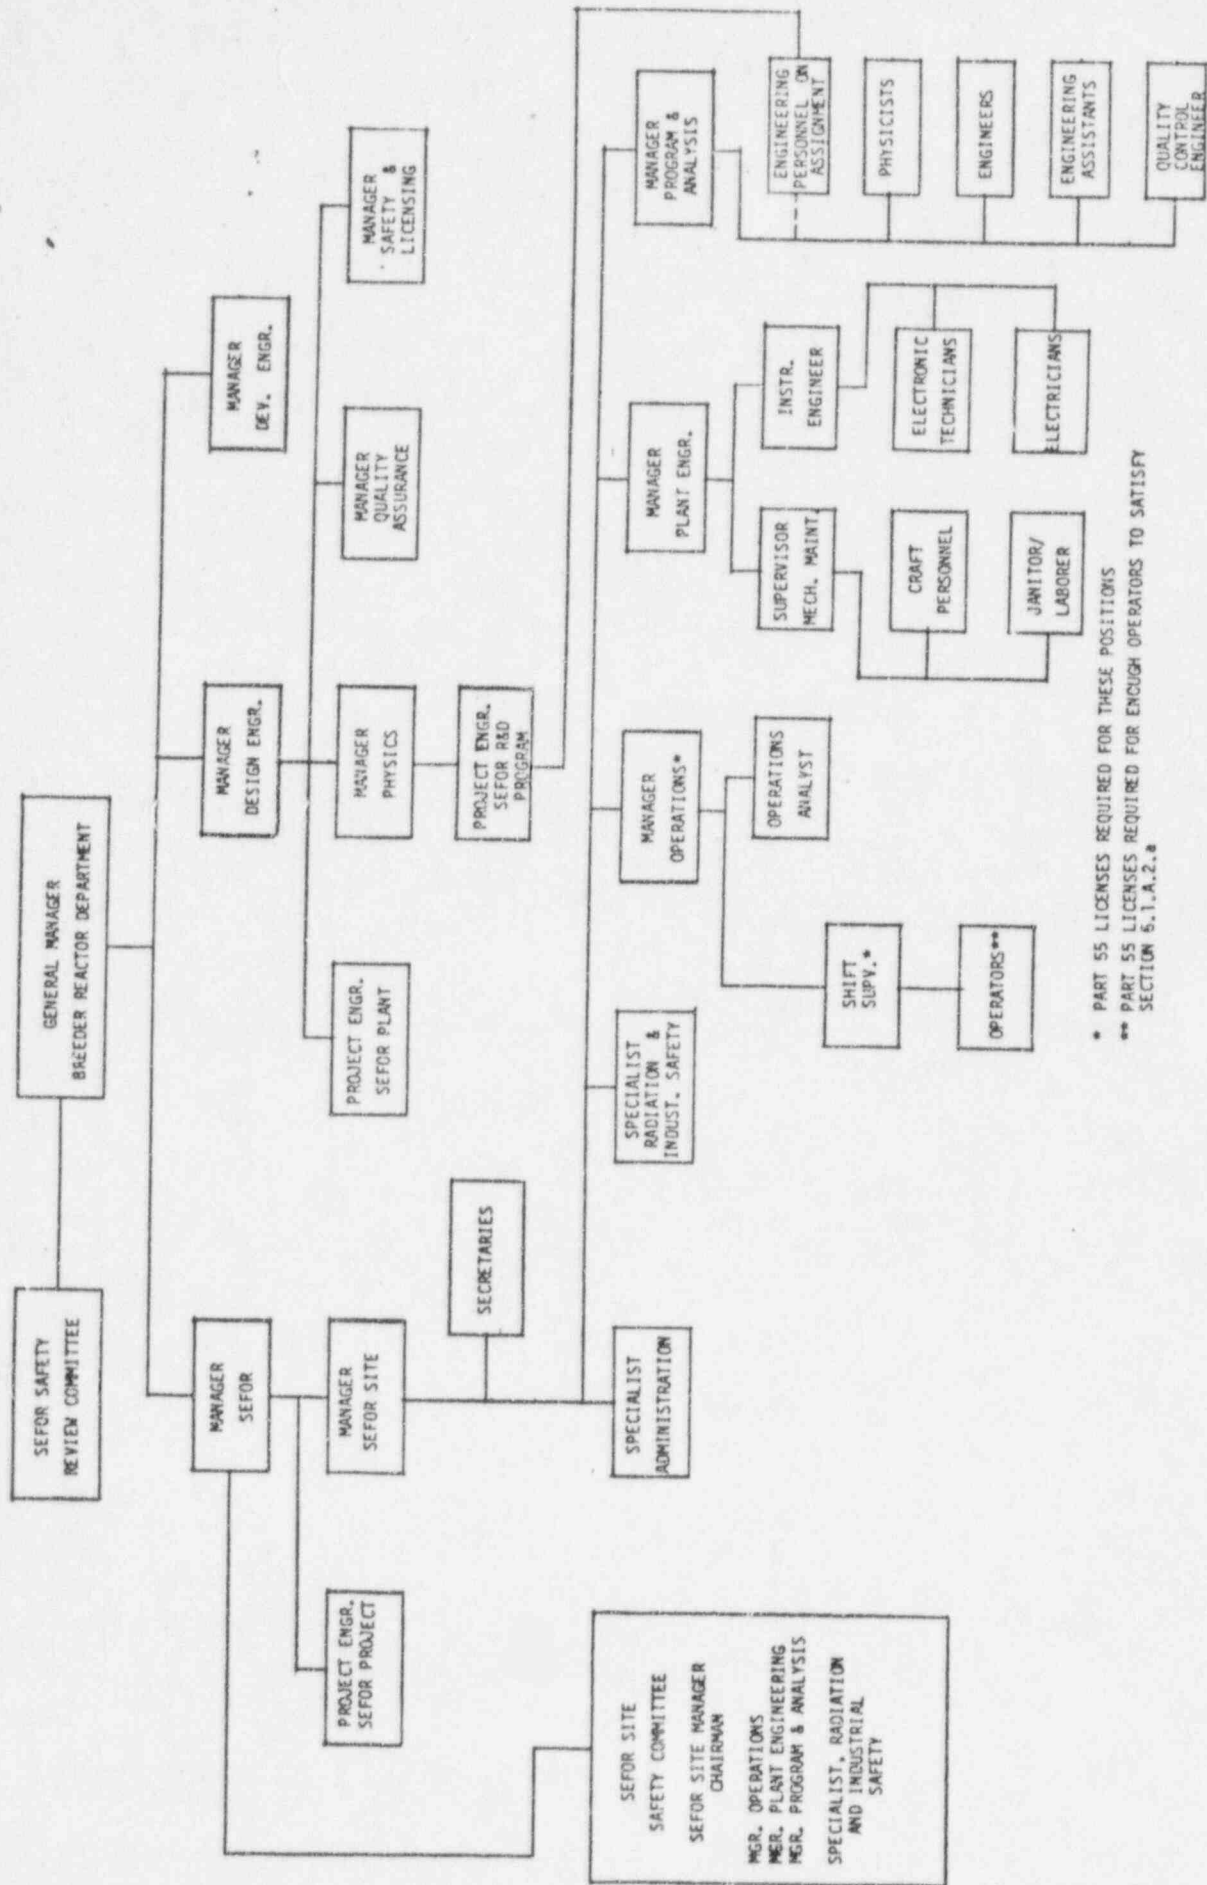 SEFOR SAFETY
REVIEW COMMITTEE
GENERAL MANAGER
BREEDER REACTOR DEPARTMENT
MANAGER
SEFOR
MANAGER
DESIGN ENGR.
MANAGER
DEV. ENGR.
PROJECT ENGR.
SEFOR PROJECT
MANAGER
SEFOR SITE
PROJECT ENGR.
SEFOR PLANT
MANAGER
PHYSICS
MANAGER
QUALITY
ASSURANCE
MANAGER
SAFETY &
LICENSING
SECRETARIES
PROJECT ENGR.
SEFOR R&D
PROGRAM
SEFOR SITE
SAFETY COMMITTEE
SEFOR SITE MANAGER
CHAIRMAN
MGR. OPERATIONS
MGR. PLANT ENGINEERING
MGR. PROGRAM & ANALYSIS
SPECIALIST, RADIATION
AND INDUSTRIAL
SAFETY
SPECIALIST
ADMINISTRATION
SPECIALIST
RADIATION &
INDUST. SAFETY
MANAGER
OPERATIONS*
MANAGER
PLANT ENGR.
MANAGER
PROGRAM &
ANALYSIS
OPERATIONS
ANALYST
SUPERVISOR
MECH. MAINT.
INSTR.
ENGINEER
ENGINEERING
PERSONNEL ON
ASSIGNMENT
SHIFT
SUPV.*
CRAFT
PERSONNEL
ELECTRONIC
TECHNICIANS
PHYSICISTS
OPERATORS**
JANITOR/
LABORER
ELECTRICIANS
ENGINEERS
ENGINEERING
ASSISTANTS
QUALITY
CONTROL
ENGINEER
* PART 55 LICENSES REQUIRED FOR THESE POSITIONS
** PART 55 LICENSES REQUIRED FOR ENOUGH OPERATORS TO SATISFY
SECTION 6.1.A.2.a